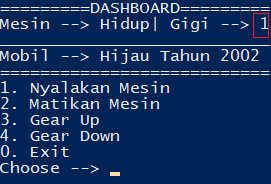 =========DASHBOARD=========
Mesin --> Hidup| Gigi --> 1
___________________________
Mobil --> Hijau Tahun 2002
===========================
1. Nyalakan Mesin
2. Matikan Mesin
3. Gear Up
4. Gear Down
0. Exit
Choose --> _